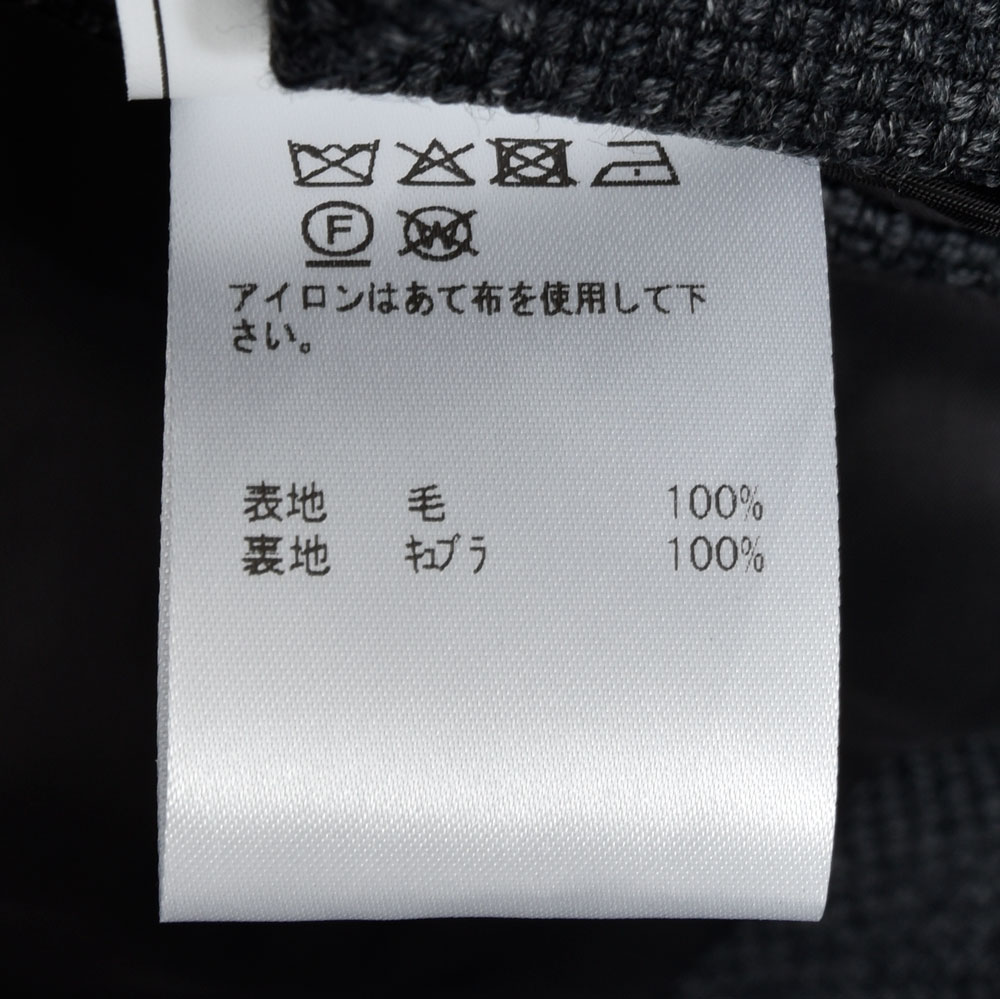 F W
アイロンはあて布を使用して下
さい。
表地 毛 100%
裏地 キュプラ 100%